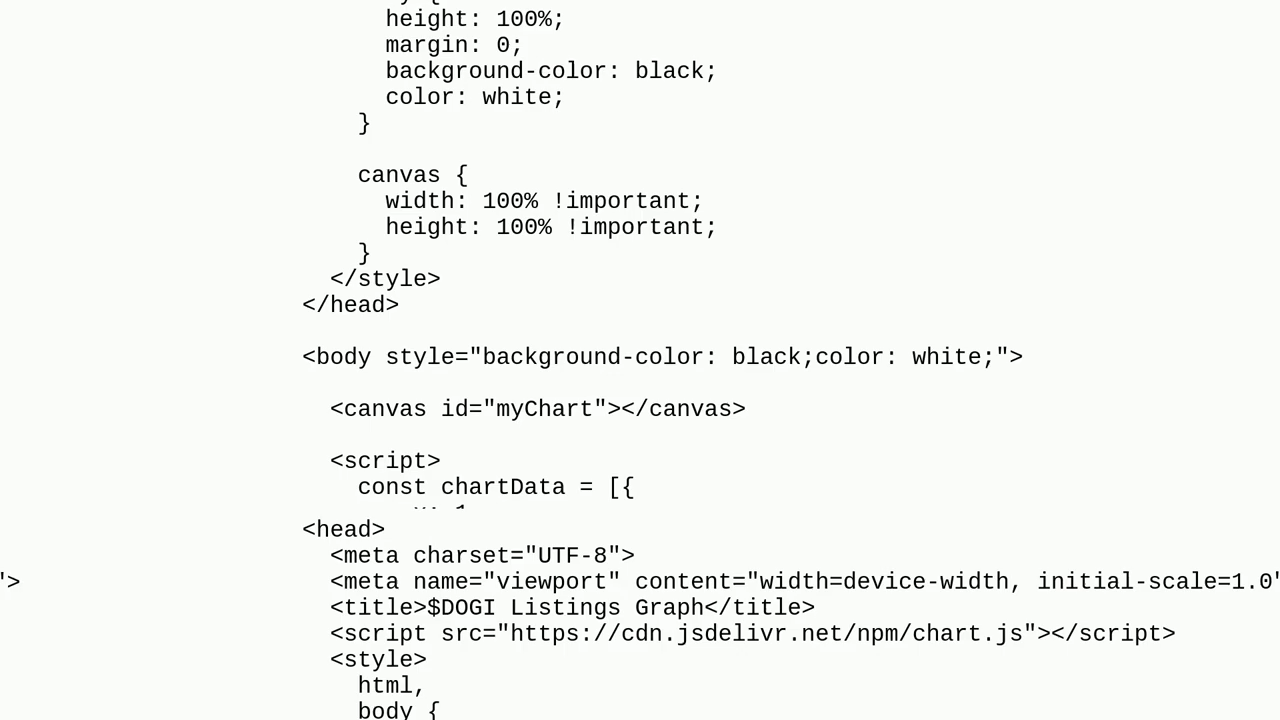 height: 100%;
margin: 0;
background-color: black;
color: white;
}
canvas {
width: 100% !important;
height: 100% !important;
}
</style>
</head>
<body style="background-color: black;color: white;">
<canvas id="myChart"></canvas>
<script>
const chartData = [{
<head>
<meta charset="UTF-8">
"> <meta name="viewport" content="width=device-width, initial-scale=1.0"
<title>$DOGI Listings Graph</title>
<script src="https://cdn.jsdelivr.net/npm/chart.js"></script>
<style>
html,
body {